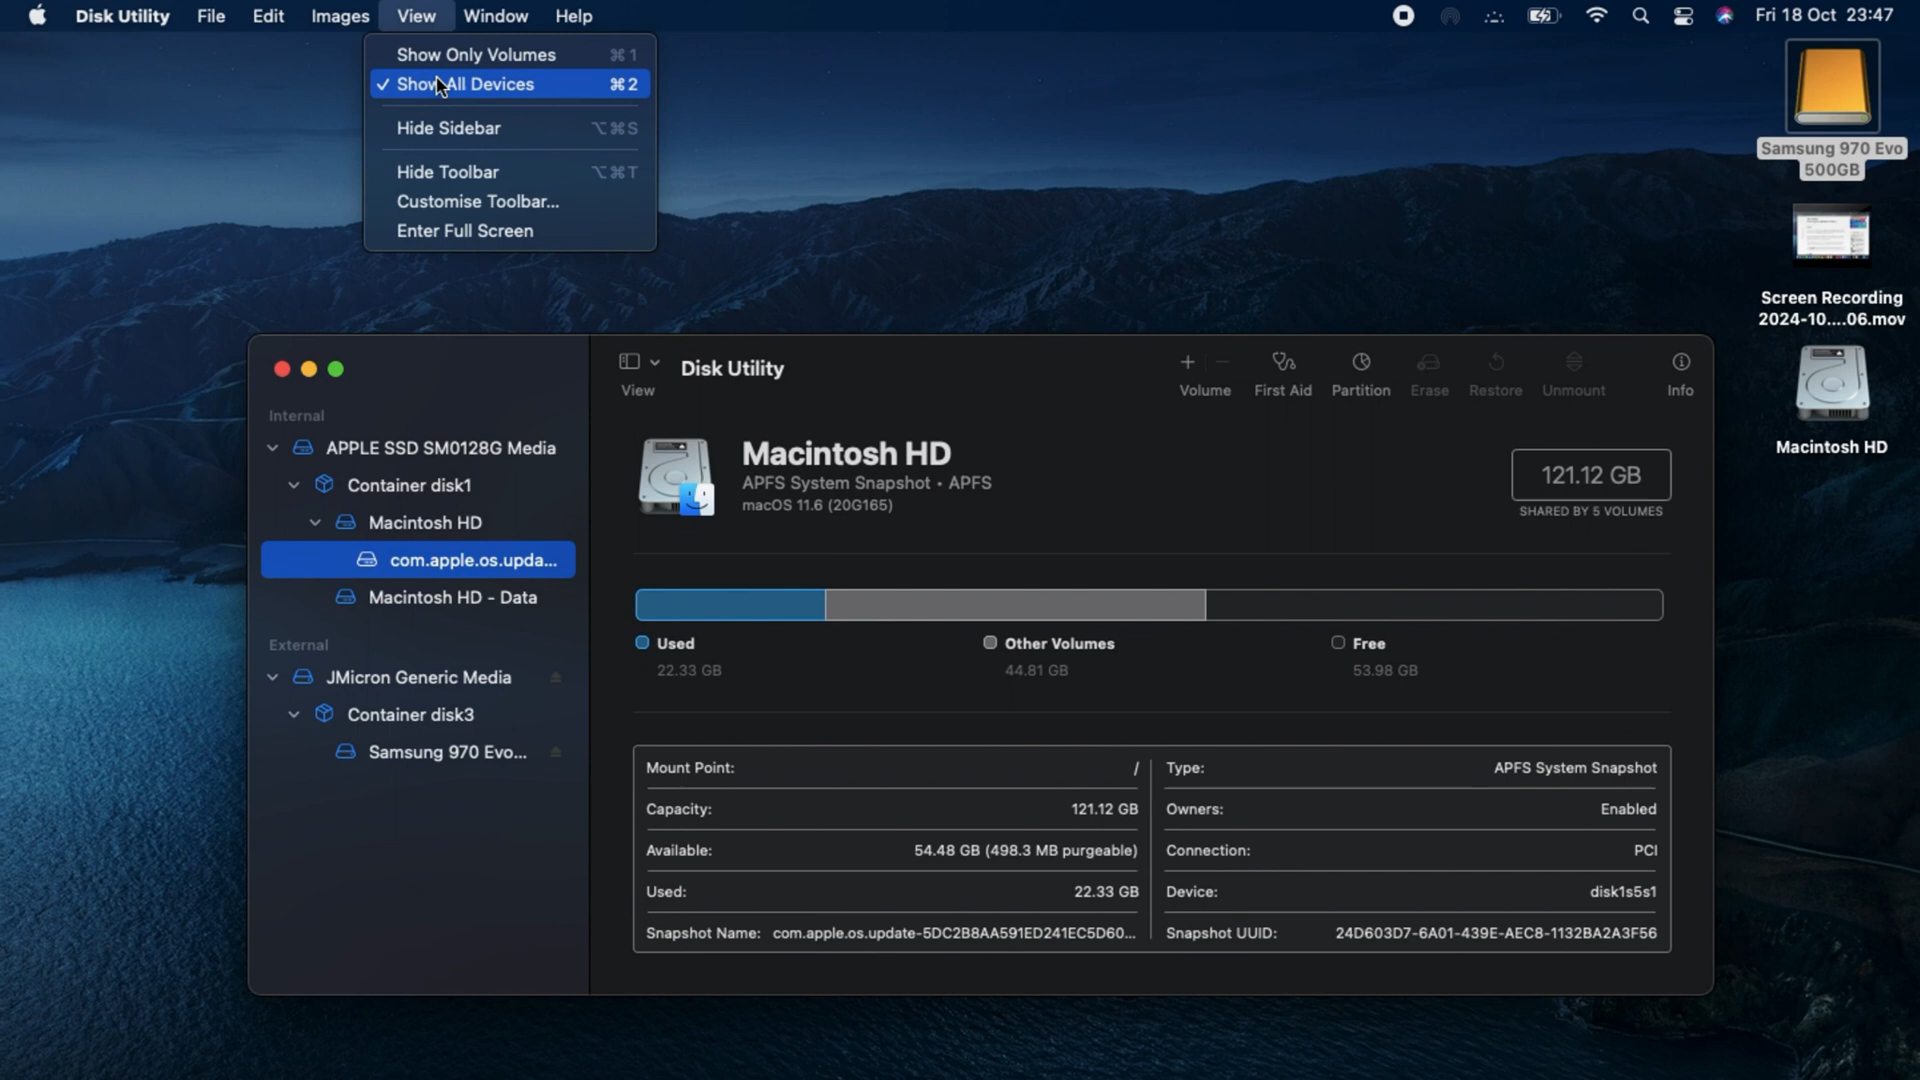 Disk Utility File Edit Images View Window Help
Fri 18 Oct 23:47
Show Only Volumes ⌘1
✓ Show All Devices ⌘2
Hide Sidebar ⌥⌘S
Hide Toolbar ⌥⌘T
Customise Toolbar...
Enter Full Screen
Samsung 970 Evo
500GB
Screen Recording
2024-10....06.mov
Macintosh HD
Internal
APPLE SSD SM0128G Media
Container disk1
Macintosh HD
com.apple.os.upda...
Macintosh HD - Data
External
JMicron Generic Media
Container disk3
Samsung 970 Evo...
View
Disk Utility
Volume First Aid Partition Erase Restore Unmount Info
Macintosh HD
APFS System Snapshot • APFS
macOS 11.6 (20G165)
121.12 GB
SHARED BY 5 VOLUMES
Used
22.33 GB
Other Volumes
44.81 GB
Free
53.98 GB
Mount Point: /
Capacity: 121.12 GB
Available: 54.48 GB (498.3 MB purgeable)
Used: 22.33 GB
Snapshot Name: com.apple.os.update-5DC2B8AA591ED241EC5D60...
Type: APFS System Snapshot
Owners: Enabled
Connection: PCI
Device: disk1s5s1
Snapshot UUID: 24D603D7-6A01-439E-AEC8-1132BA2A3F56